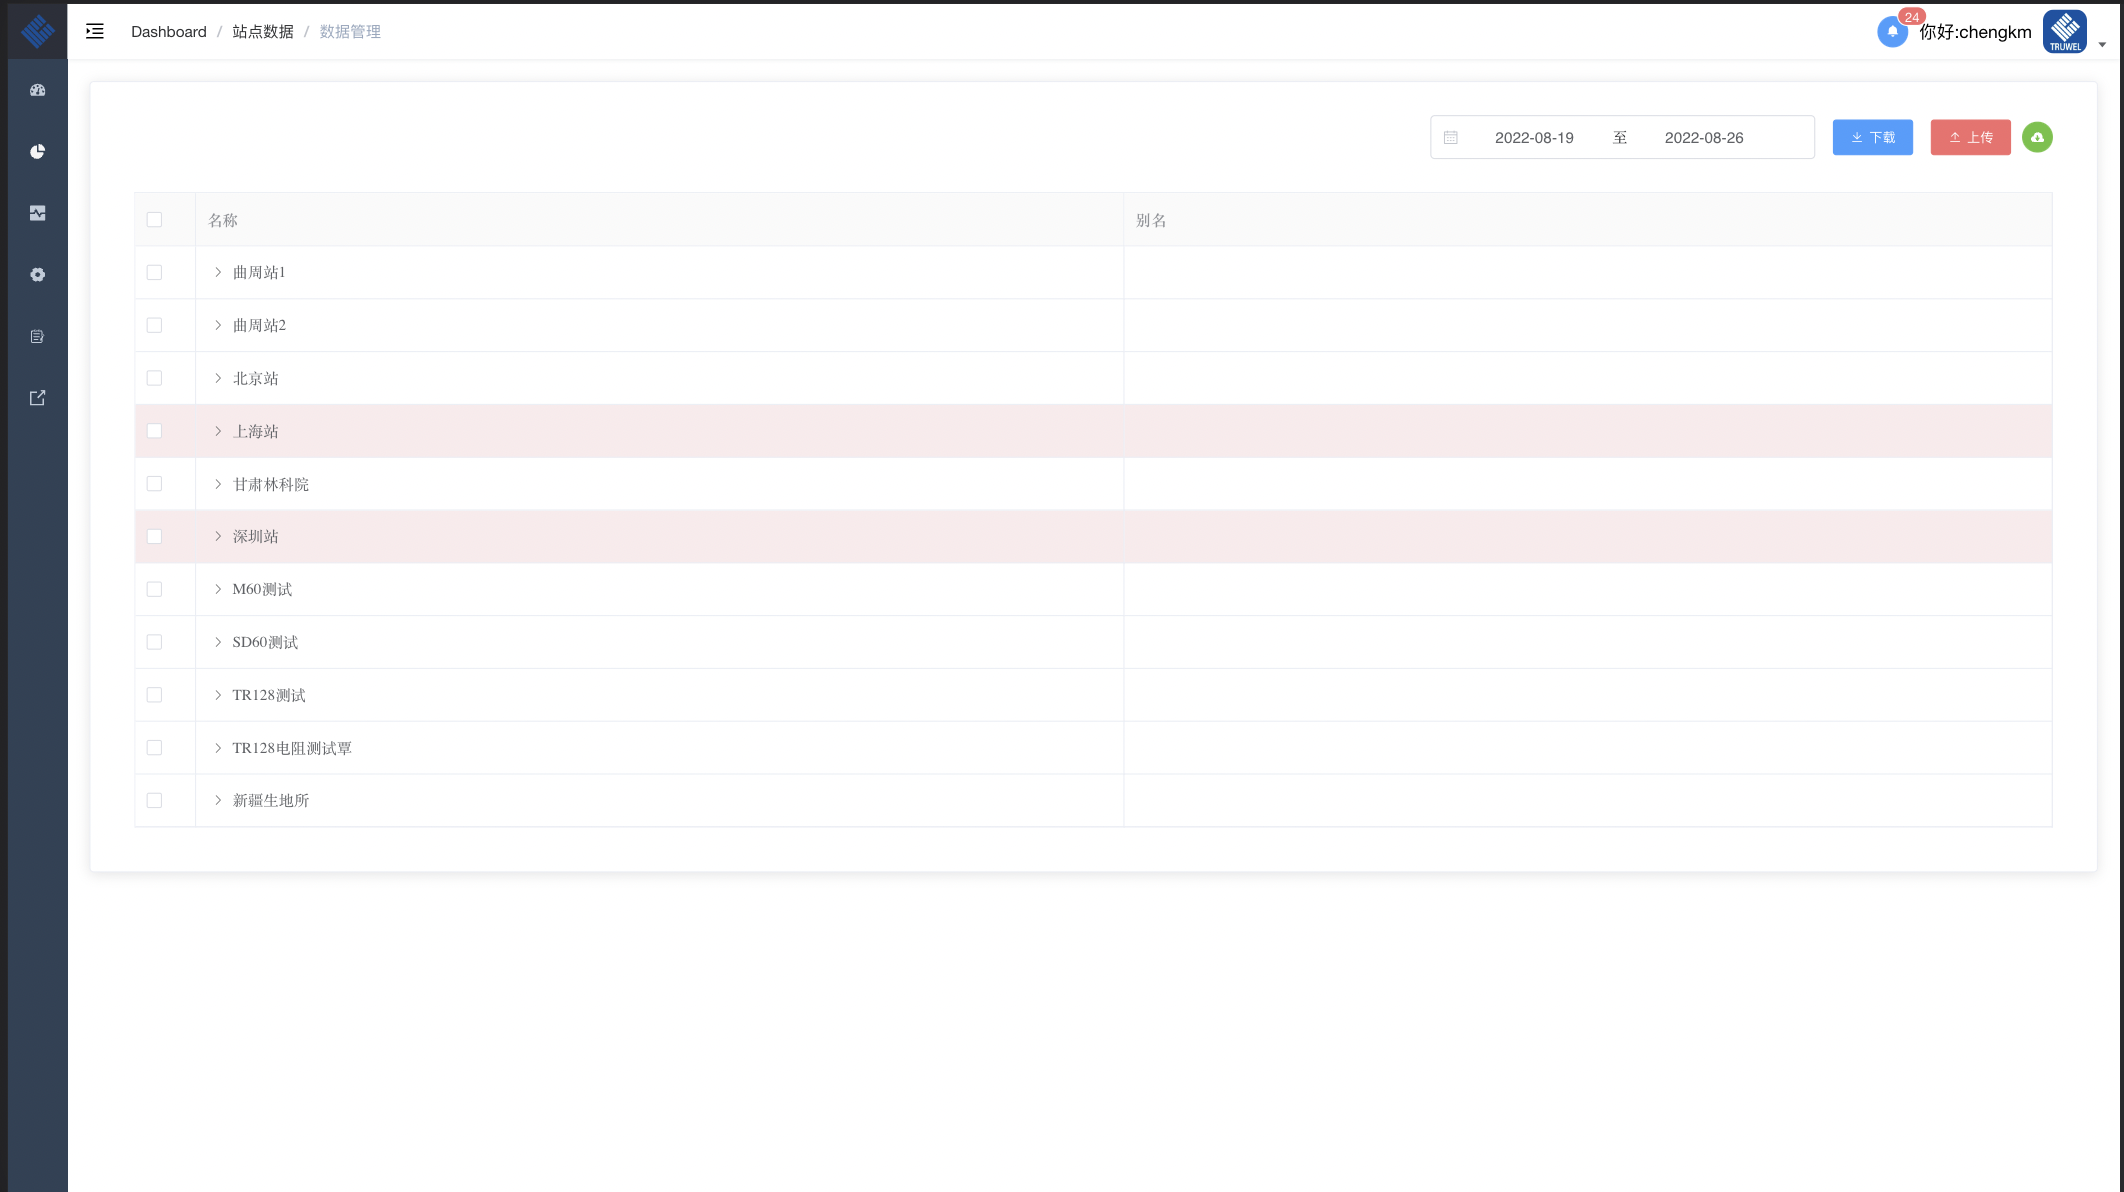 Dashboard / 站点数据 / 数据管理
24
你好:chengkm
TRUWEL
2022-08-19 至 2022-08-26
下载
上传
名称 别名
曲周站1
曲周站2
北京站
上海站
甘肃林科院
深圳站
M60测试
SD60测试
TR128测试
TR128电阻测试覃
新疆生地所